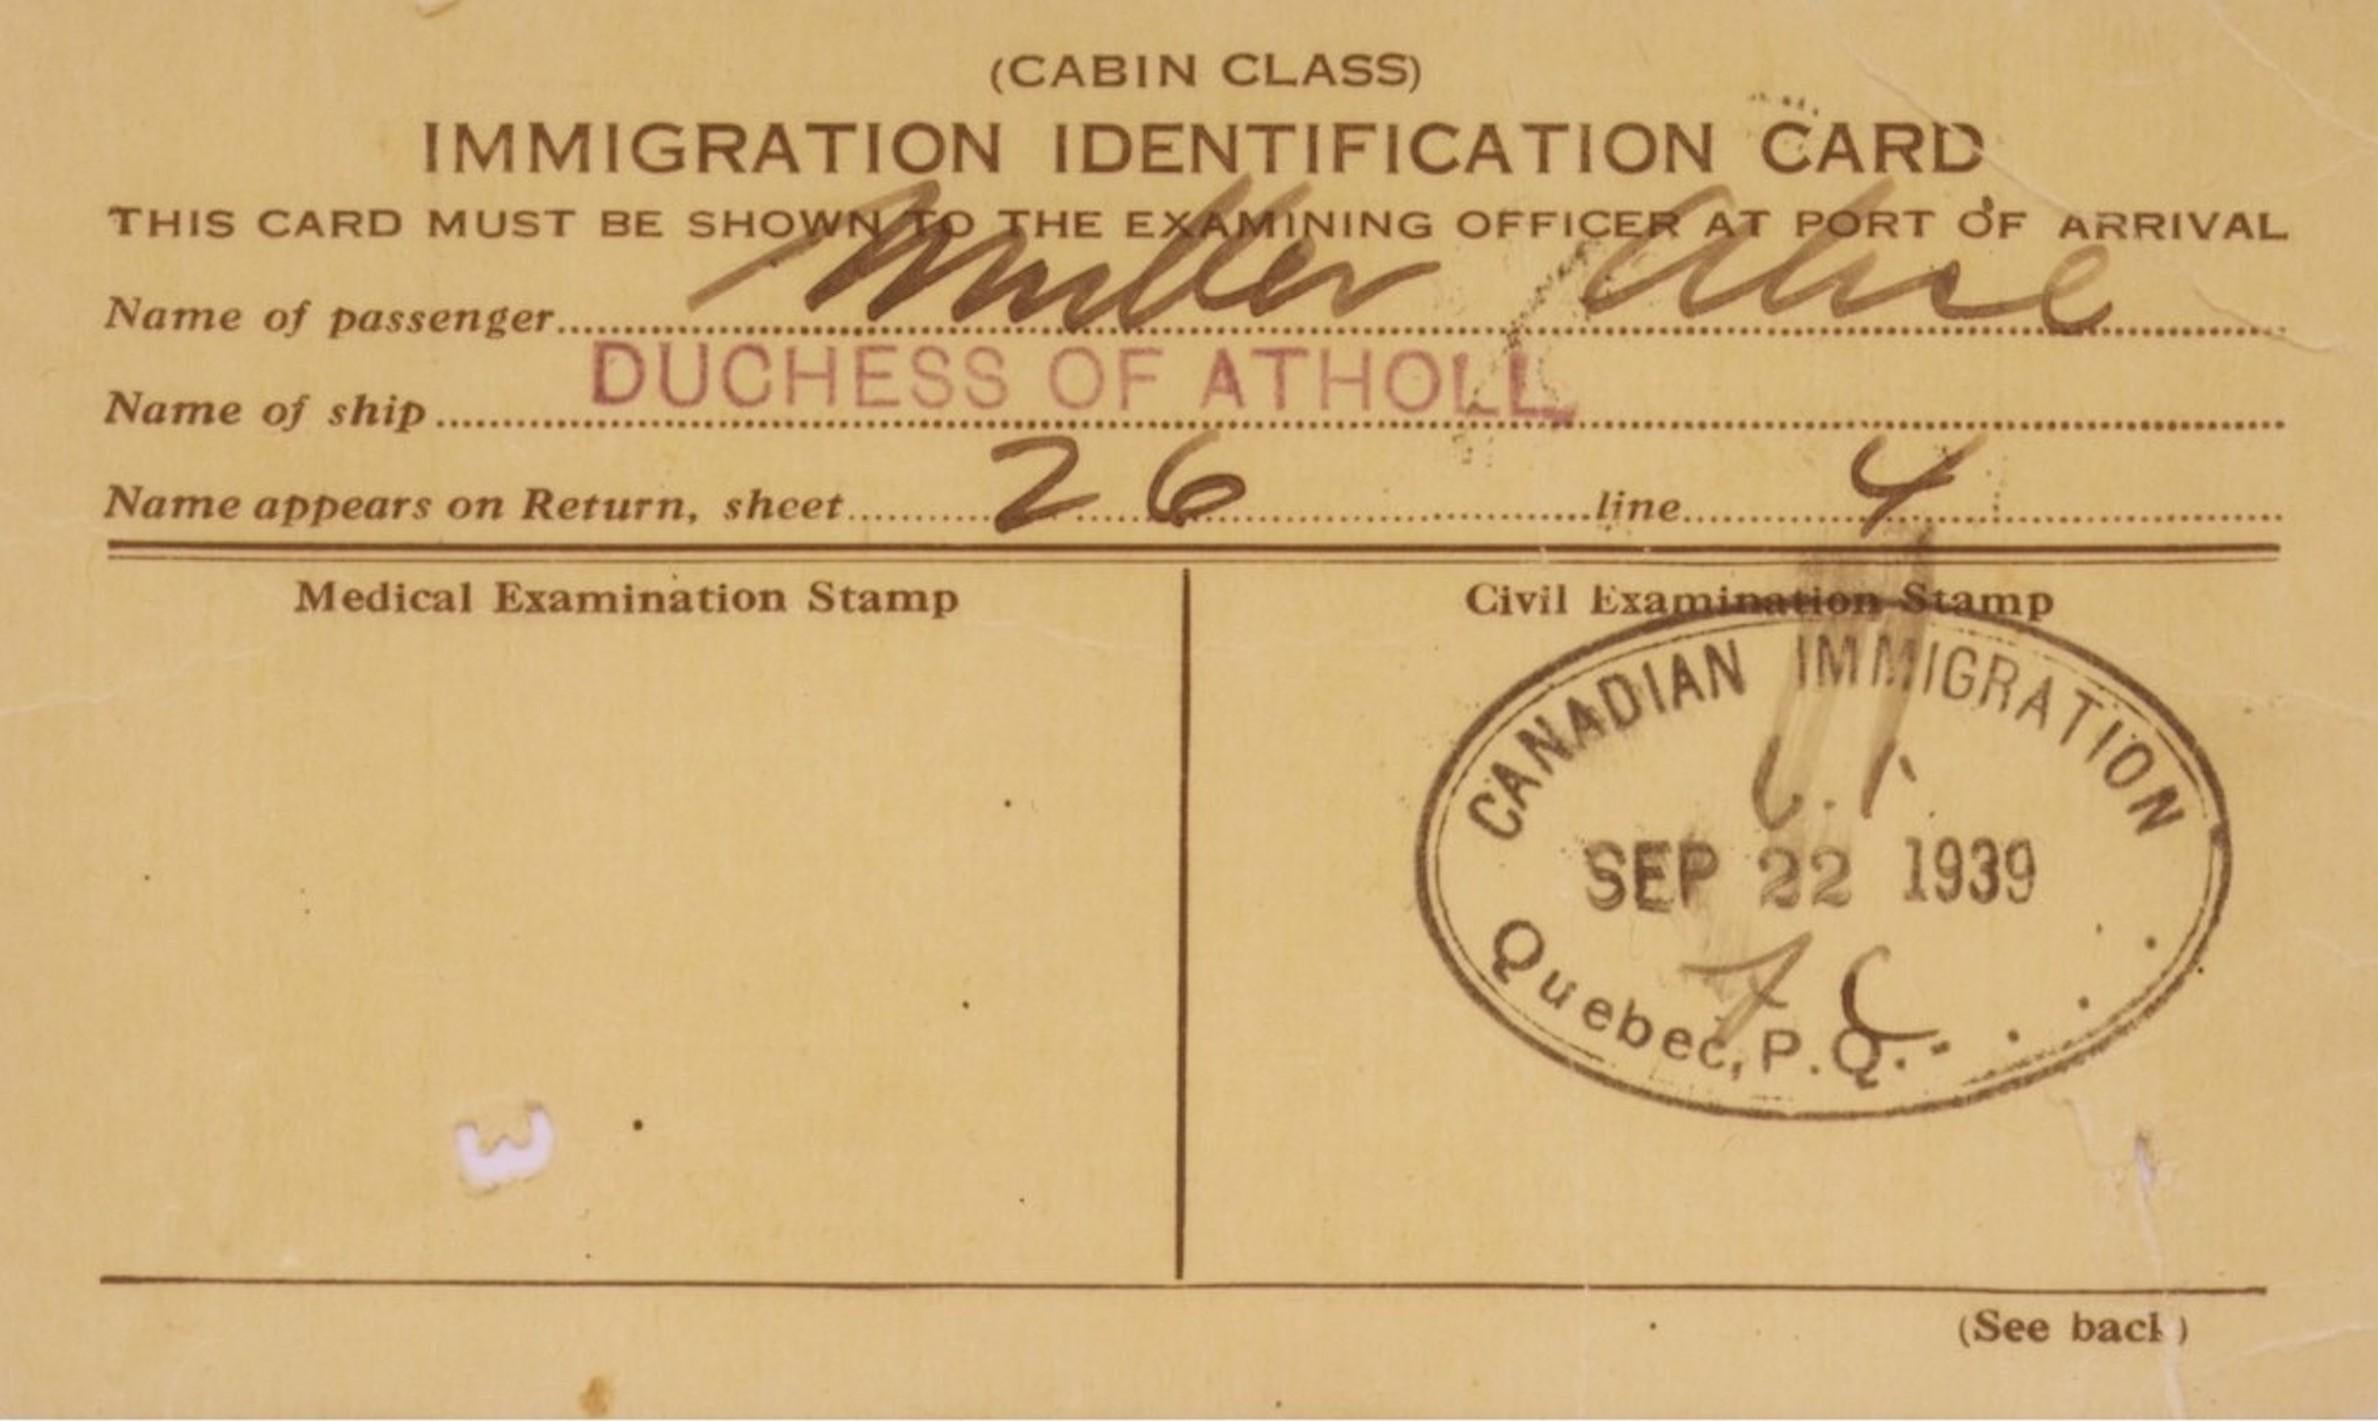 (CABIN CLASS)
IMMIGRATION IDENTIFICATION CARD
THIS CARD MUST BE SHOWN TO THE EXAMINING OFFICER AT PORT OF ARRIVAL
Name of passenger Muller Alice
Name of ship DUCHESS OF ATHOLL
Name appears on Return, sheet 26 line 4
Medical Examination Stamp
Civil Examination Stamp
CANADIAN IMMIGRATION
SEP 22 1939
Quebec, P.Q.
(See back)